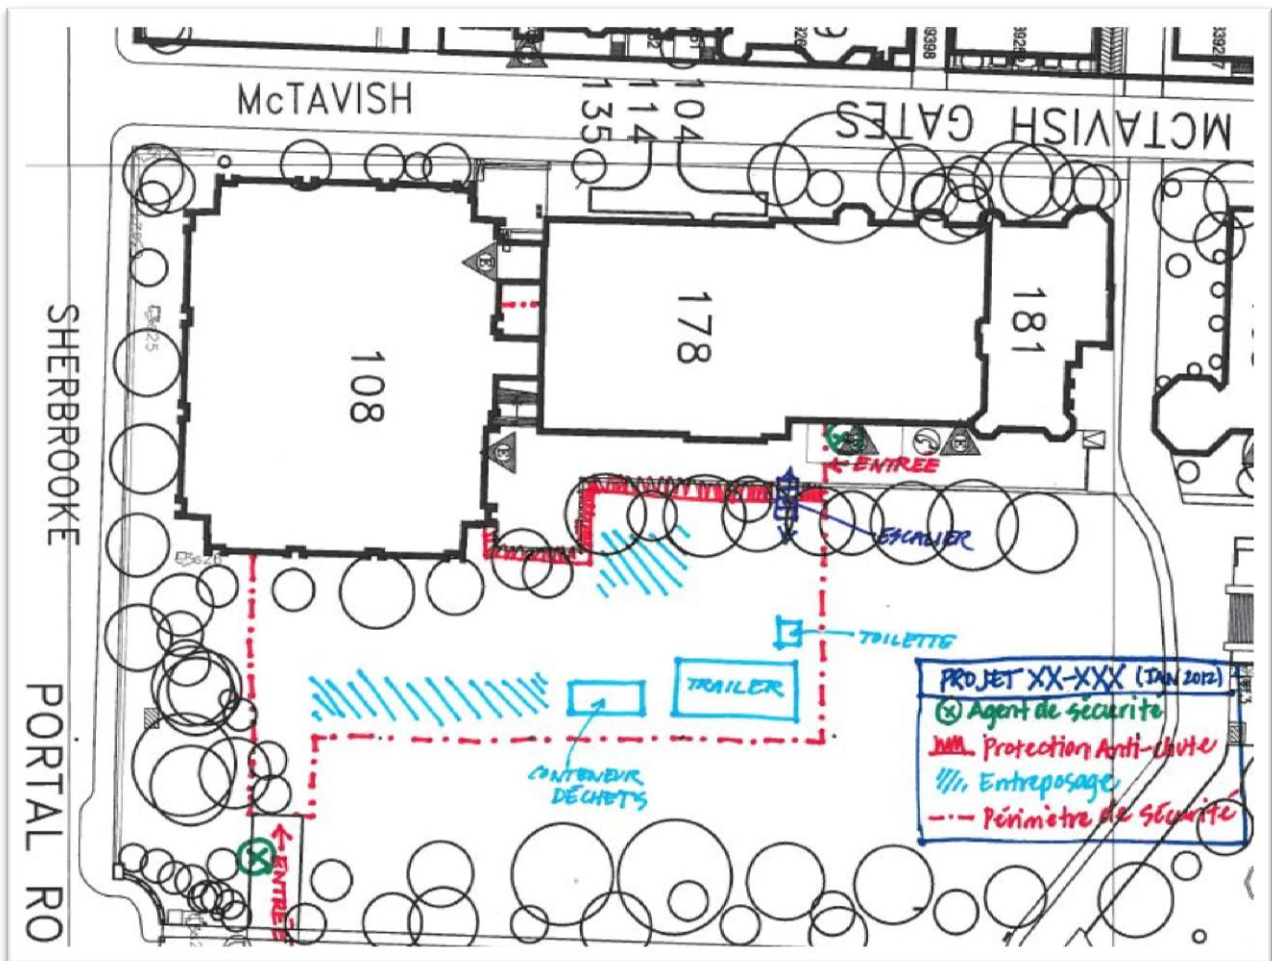 McTAVISH
MCTAVISH GATES
135
114
104
108
178
181
SHERBROOKE
PORTAL RO
← ENTREE
ESCALIER
TOILETTE
TRAILER
CONTENEUR
DÉCHETS
← ENTREE
PROJET XX-XXX (JAN 2012)
Agent de sécurité
Protection Anti-chute
Entreposage
Périmètre de sécurité